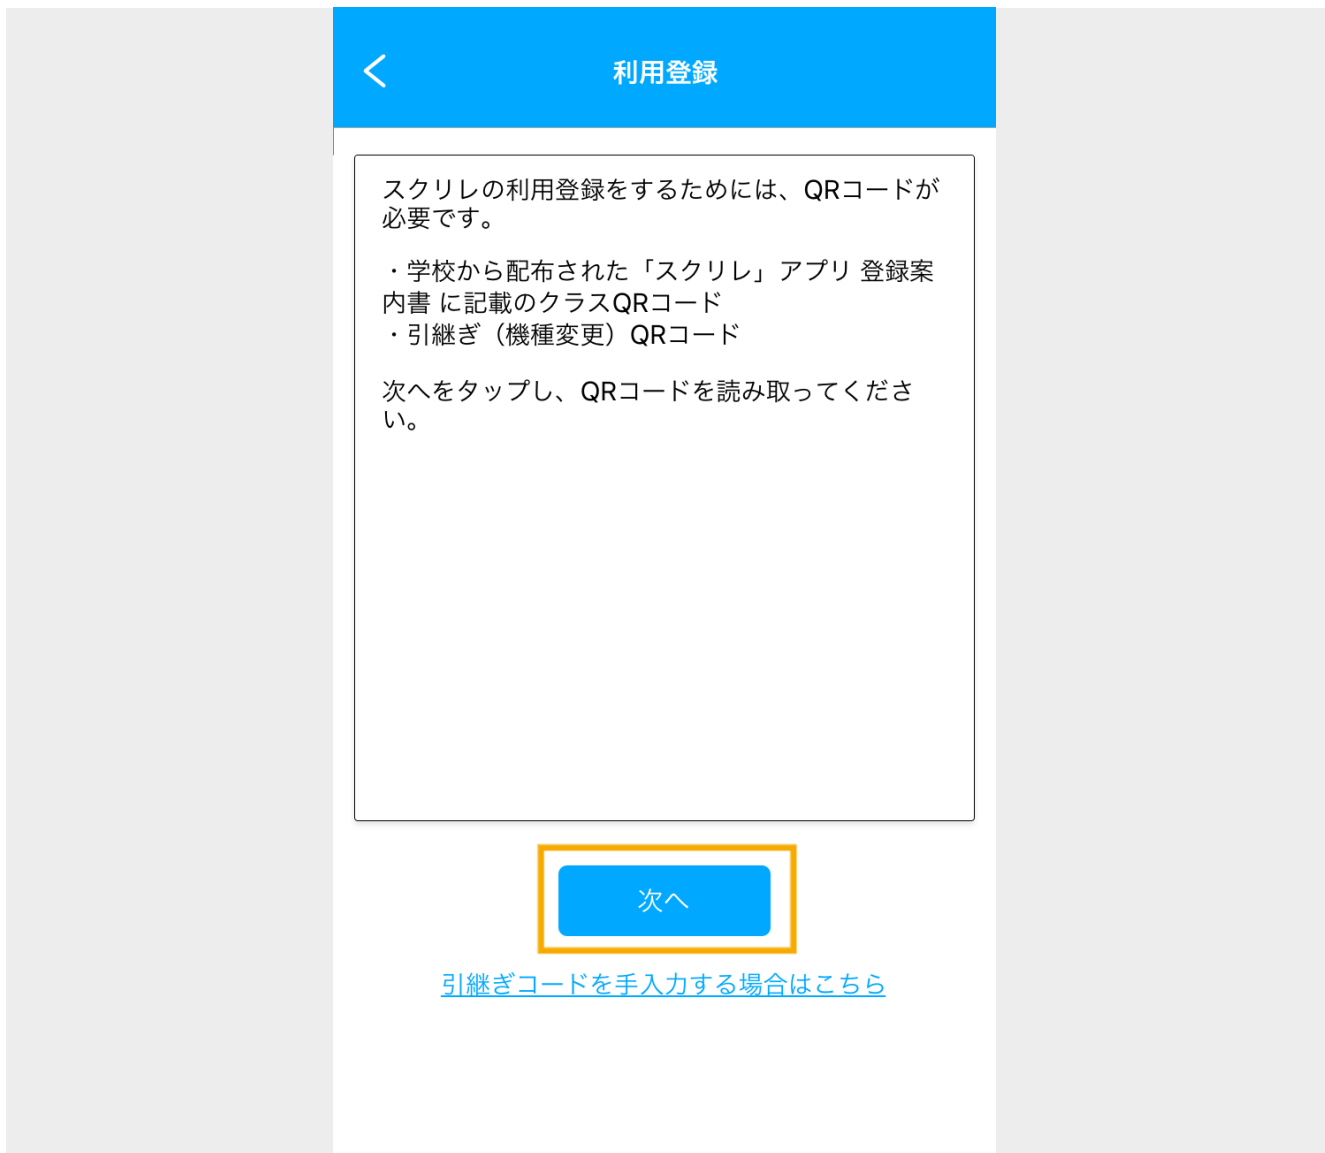 利用登録
スクリレの利用登録をするためには、QRコードが
必要です。
・学校から配布された「スクリレ」アプリ 登録案
内書 に記載のクラスQRコード
・引継ぎ（機種変更）QRコード
次へをタップし、QRコードを読み取ってくださ
い。
次へ
引継ぎコードを手入力する場合はこちら